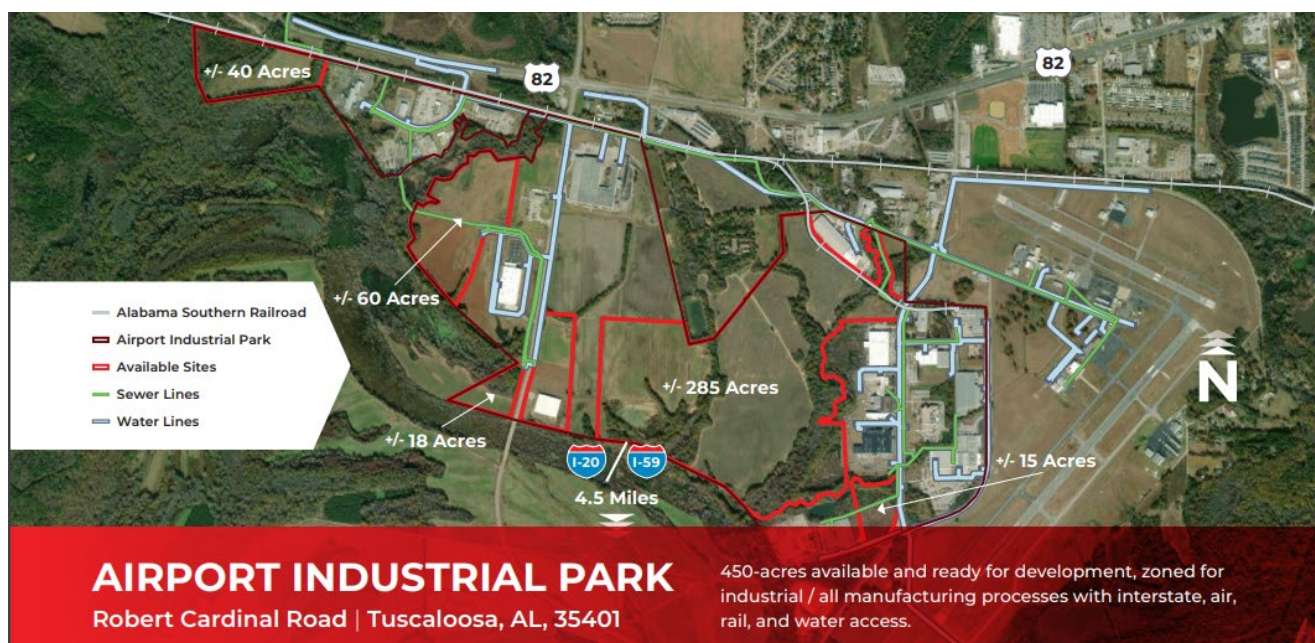 +/- 40 Acres
82
82
+/- 60 Acres
Alabama Southern Railroad
Airport Industrial Park
Available Sites
Sewer Lines
Water Lines
+/- 285 Acres
N
+/- 18 Acres
I-20 / I-59
4.5 Miles
+/- 15 Acres
AIRPORT INDUSTRIAL PARK
Robert Cardinal Road | Tuscaloosa, AL, 35401
450-acres available and ready for development, zoned for
industrial / all manufacturing processes with interstate, air,
rail, and water access.